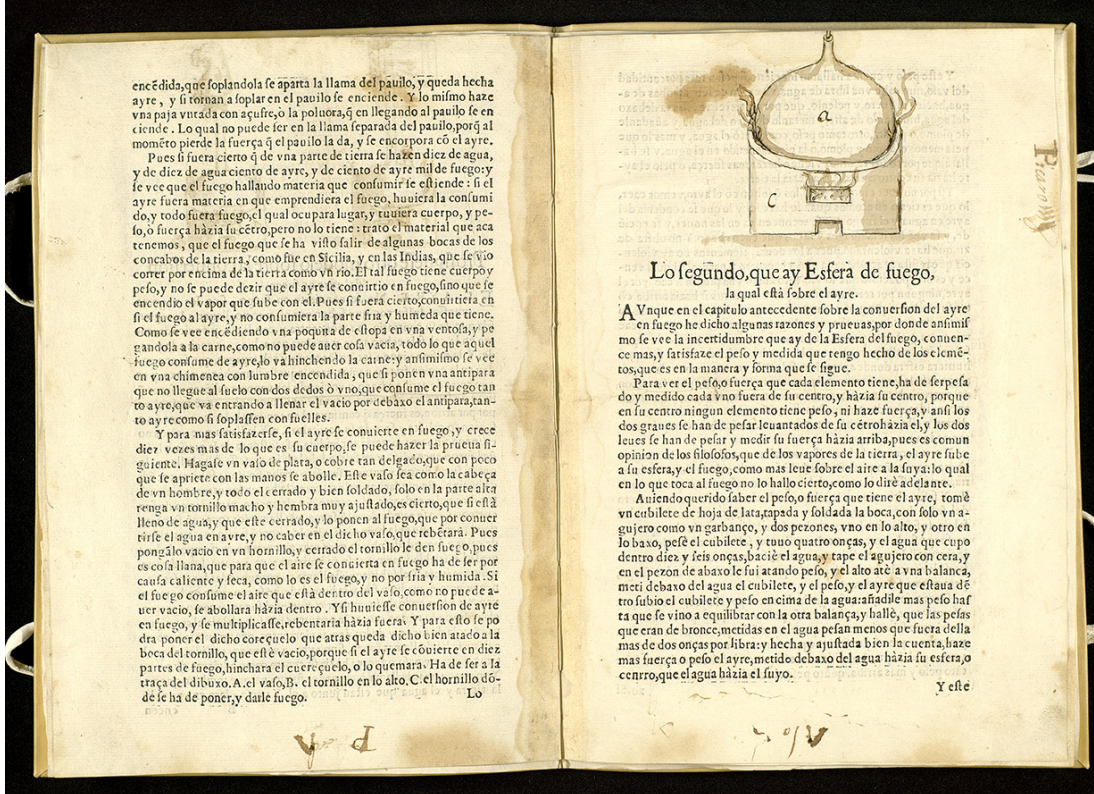 encẽdida, que soplandola se aparta la llama del pauilo, y queda hecha
ayre, y si tornan a soplar en el pauilo se enciende. Y lo mismo haze
vna paja vntada con açufre, ò la poluora, q̃ en llegando al pauilo se en
ciende. Lo qual no puede ser en la llama separada del pauilo, porq̃ al
momẽto pierde la fuerça q̃ el pauilo la da, y se encorpora cõ el ayre.
Pues si fuera cierto q̃ de vna parte de tierra se hazen diez de agua,
y de diez de agua ciento de ayre, y de ciento de ayre mil de fuego: y
se vee que el fuego hallando materia que consumir se estiende: si el
ayre fuera materia en que emprendiera el fuego, huuiera la consumi
do, y todo fuera fuego, el qual ocupara lugar, y tuuiera cuerpo, y pe-
so, ò fuerça hàzia su cẽtro, pero no lo tiene: trato el material que aca
tenemos, que el fuego que se ha visto salir de algunas bocas de los
concabos de la tierra, como fue en Sicilia, y en las Indias, que se viò
correr por encima de la tierra como vn rio. El tal fuego tiene cuerpo y
peso, y no se puede dezir que el ayre se conuirtio en fuego, sino que se
encendio el vapor que sube con el. Pues si fuera cierto, conuirtiera en
si el fuego al ayre, y no consumiera la parte fria y humeda que tiene.
Como se vee encẽdiendo vna poquita de estopa en vna ventosa, y pe
gandola a la carne, como no puede auer cosa vacia, todo lo que aquel
fuego consume de ayre, lo va hinchendo la carne: y ansimismo se vee
en vna chimenea con lumbre encendida, que si ponen vna antipara
que no llegue al suelo con dos dedos ò vno, que consume el fuego tan
to ayre, que va entrando a llenar el vacio por debaxo el antipara, tan-
to ayre como si soplassen con fuelles.
Y para mas satisfazerse, si el ayre se conuierte en fuego, y crece
diez vezes mas de lo que es su cuerpo, se puede hazer la prueua si-
guiente. Hagase vn vaso de plata, o cobre tan delgado, que con poco
que se apriete con las manos se abolle. Este vaso sea como la cabeça
de vn hombre, y todo el cerrado y bien soldado, solo en la parte alta
tenga vn tornillo macho y hembra muy ajustado, es cierto, que si està
lleno de agua, y que este cerrado, y lo ponen al fuego, que por conuer
tirse el agua en ayre, y no caber en el dicho vaso, que rebẽtarà. Pues
pongãlo vacio en vn hornillo, y cerrado el tornillo le den fuego, pues
es cosa llana, que para que el aire se concierta en fuego ha de ser por
causa caliente y seca, como lo es el fuego, y no por fria y humida. Si
el fuego consume el aire que està dentro del vaso, como no puede a-
uer vacio, se abollara hàzia dentro. Y si huuiesse conuersion de ayre
en fuego, y se multiplicasse, rebentaria hàzia fuera. Y para esto se po
dra poner el dicho coreçuelo que atras queda dicho bien atado a la
boca del tornillo, que estè vacio, porque si el ayre se cõuierte en diez
partes de fuego, hinchara el cuereçuelo, o lo quemarà. Ha de ser a la
traça del dibuxo. A. el vaso, B. el tornillo en lo alto, C. el hornillo dõ-
de se ha de poner, y darle fuego.
Lo
a
c
Lo segundo, que ay Esfera de fuego,
la qual està sobre el ayre.
AVnque en el capitulo antecedente sobre la conuersion del ayre
en fuego he dicho algunas razones y prueuas, por donde ansimis
mo se vee la incertidumbre que ay de la Esfera del fuego, conuen-
ce mas, y satisfaze el peso y medida que tengo hecho de los elemẽ-
tos, que es en la manera y forma que se sigue.
Para ver el peso, o fuerça que cada elemento tiene, ha de ser pesa
do y medido cada vno fuera de su centro, y hàzia su centro, porque
en su centro ningun elemento tiene peso, ni haze fuerça, y ansi los
dos graues se han de pesar leuantados de su cẽtro hàzia el, y los dos
leues se han de pesar y medir su fuerça hàzia arriba, pues es comun
opinion de los filosofos, que de los vapores de la tierra, el ayre sube
a su esfera, y el fuego, como mas leue sobre el aire a la suya: lo qual
en lo que toca al fuego no lo hallo cierto, como lo dirè adelante.
Auiendo querido saber el peso, o fuerça que tiene el ayre, tomè
vn cubilete de hoja de lata, tapada y soldada la boca, con solo vn a-
gujero como vn garbanço, y dos pezones, vno en lo alto, y otro en
lo baxo, pesè el cubilete, y tuuo quatro onças, y el agua que cupo
dentro diez y seis onças, baciè el agua, y tape el agujero con cera, y
en el pezon de abaxo le fui atando peso, y el alto atè a vna balança,
meti debaxo del agua el cubilete, y el peso, y el ayre que estaua dẽ
tro subio el cubilete y peso encima de la agua: añadile mas peso has
ta que se vino a equilibrar con la otra balança, y hallè, que las pesas
que eran de bronce, metidas en el agua pesan menos que fuera della
mas de dos onças por libra: y hecha y ajustada bien la cuenta, haze
mas fuerça o peso el ayre, metido debaxo del agua hàzia su esfera, o
centro, que el agua hàzia el suyo.
Y este